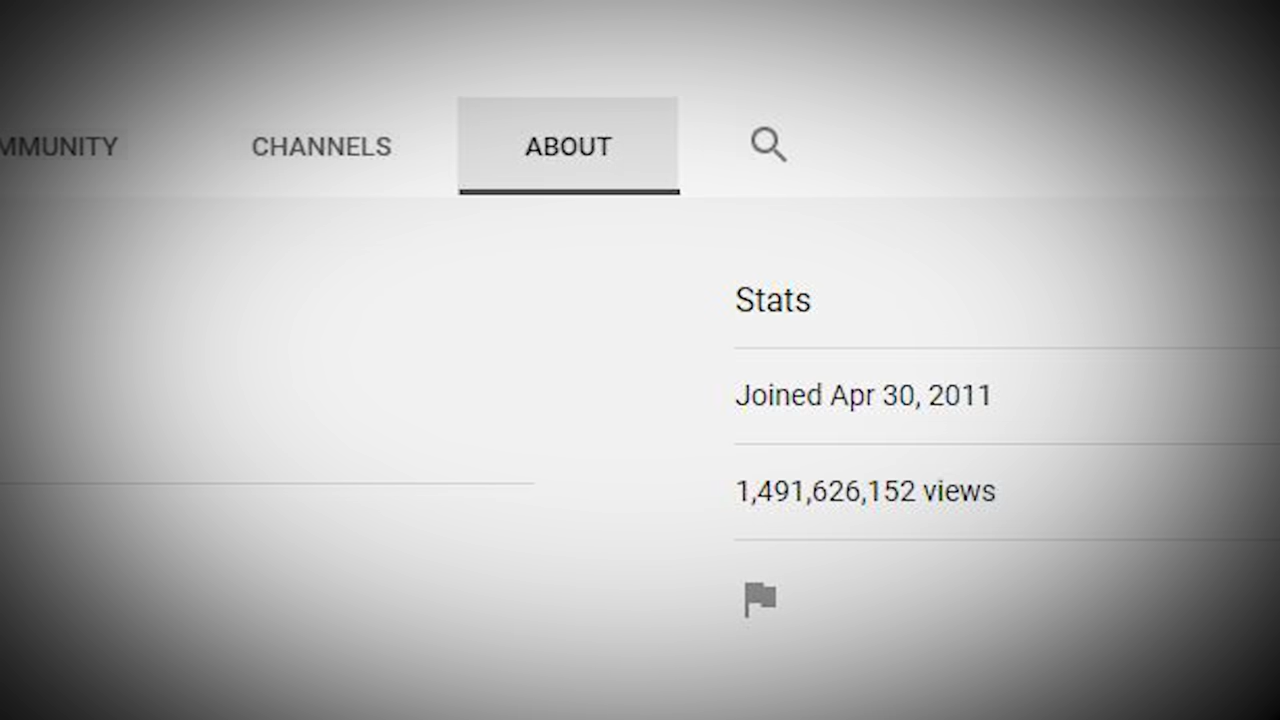 MMUNITY CHANNELS ABOUT
Stats
Joined Apr 30, 2011
1,491,626,152 views